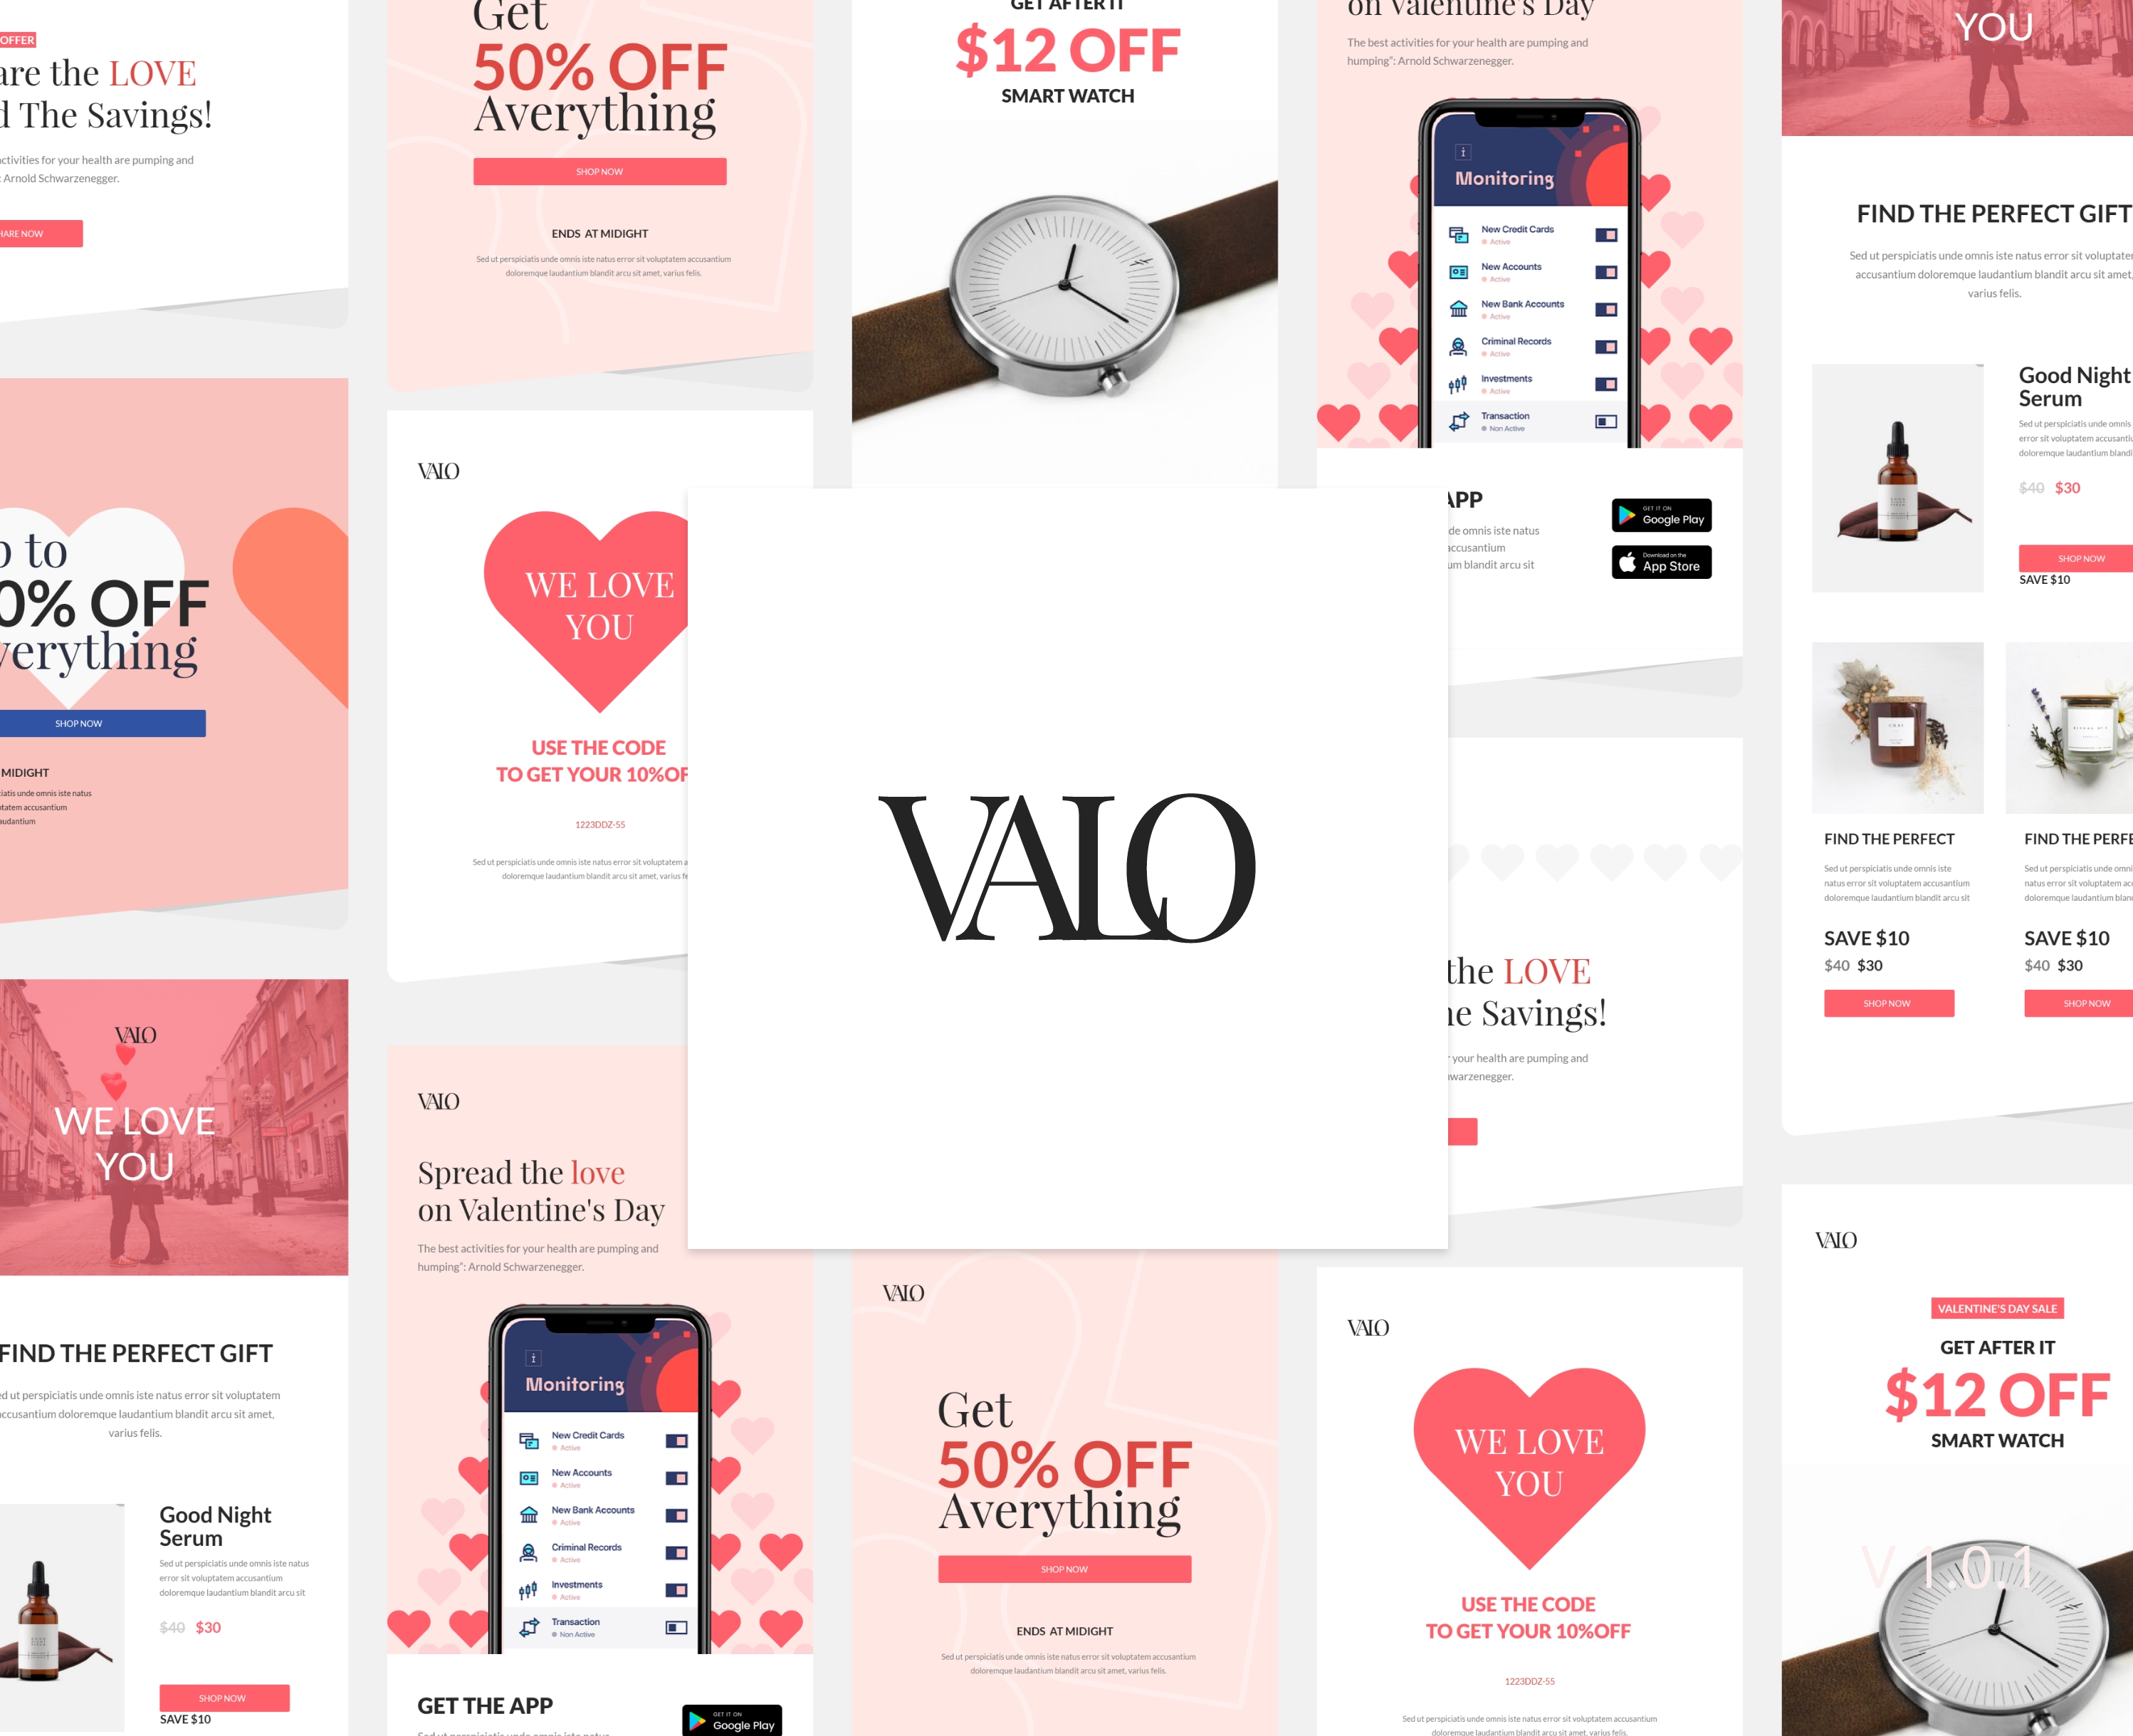 OFFER
are the LOVE
d The Savings!
activities for your health are pumping and
: Arnold Schwarzenegger.
HARE NOW
p to
0% OFF
verything
SHOP NOW
MIDIGHT
ciatis unde omnis iste natus
ptatem accusantium
laudantium
VALO
WE LOVE
YOU
FIND THE PERFECT GIFT
ed ut perspiciatis unde omnis iste natus error sit voluptatem
accusantium doloremque laudantium blandit arcu sit amet,
varius felis.
Good Night
Serum
Sed ut perspiciatis unde omnis iste natus
error sit voluptatem accusantium
doloremque laudantium blandit arcu sit
$40 $30
SHOP NOW
SAVE $10
Get
50% OFF
Averything
SHOP NOW
ENDS AT MIDIGHT
Sed ut perspiciatis unde omnis iste natus error sit voluptatem accusantium
doloremque laudantium blandit arcu sit amet, varius felis.
VALO
WE LOVE
YOU
USE THE CODE
TO GET YOUR 10%OF
1223DDZ-55
Sed ut perspiciatis unde omnis iste natus error sit voluptatem a
doloremque laudantium blandit arcu sit amet, varius fe
VALO
Spread the love
on Valentine's Day
The best activities for your health are pumping and
humping”: Arnold Schwarzenegger.
Monitoring
New Credit Cards
Active
New Accounts
Active
New Bank Accounts
Active
Criminal Records
Active
Investments
Active
Transaction
Non Active
GET THE APP
Sed ut perspiciatis unde omnis iste natus
GET IT ON
Google Play
GET AFTER IT
$12 OFF
SMART WATCH
VALO
VALO
Get
50% OFF
Averything
SHOP NOW
ENDS AT MIDIGHT
Sed ut perspiciatis unde omnis iste natus error sit voluptatem accusantium
doloremque laudantium blandit arcu sit amet, varius felis.
on Valentine's Day
The best activities for your health are pumping and
humping”: Arnold Schwarzenegger.
Monitoring
New Credit Cards
Active
New Accounts
Active
New Bank Accounts
Active
Criminal Records
Active
Investments
Active
Transaction
Non Active
APP
de omnis iste natus
accusantium
um blandit arcu sit
GET IT ON
Google Play
Download on the
App Store
the LOVE
he Savings!
r your health are pumping and
hwarzenegger.
VALO
WE LOVE
YOU
USE THE CODE
TO GET YOUR 10%OFF
1223DDZ-55
Sed ut perspiciatis unde omnis iste natus error sit voluptatem accusantium
doloremque laudantium blandit arcu sit amet, varius felis.
YOU
FIND THE PERFECT GIFT
Sed ut perspiciatis unde omnis iste natus error sit voluptate
accusantium doloremque laudantium blandit arcu sit amet,
varius felis.
Good Night
Serum
Sed ut perspiciatis unde omnis
error sit voluptatem accusantiu
doloremque laudantium blandi
$40 $30
SHOP NOW
SAVE $10
FIND THE PERFECT
Sed ut perspiciatis unde omnis iste
natus error sit voluptatem accusantium
doloremque laudantium blandit arcu sit
SAVE $10
$40 $30
SHOP NOW
FIND THE PERFE
Sed ut perspiciatis unde omni
natus error sit voluptatem acc
doloremque laudantium bland
SAVE $10
$40 $30
SHOP NOW
VALO
VALENTINE'S DAY SALE
GET AFTER IT
$12 OFF
SMART WATCH
V 1.0.1